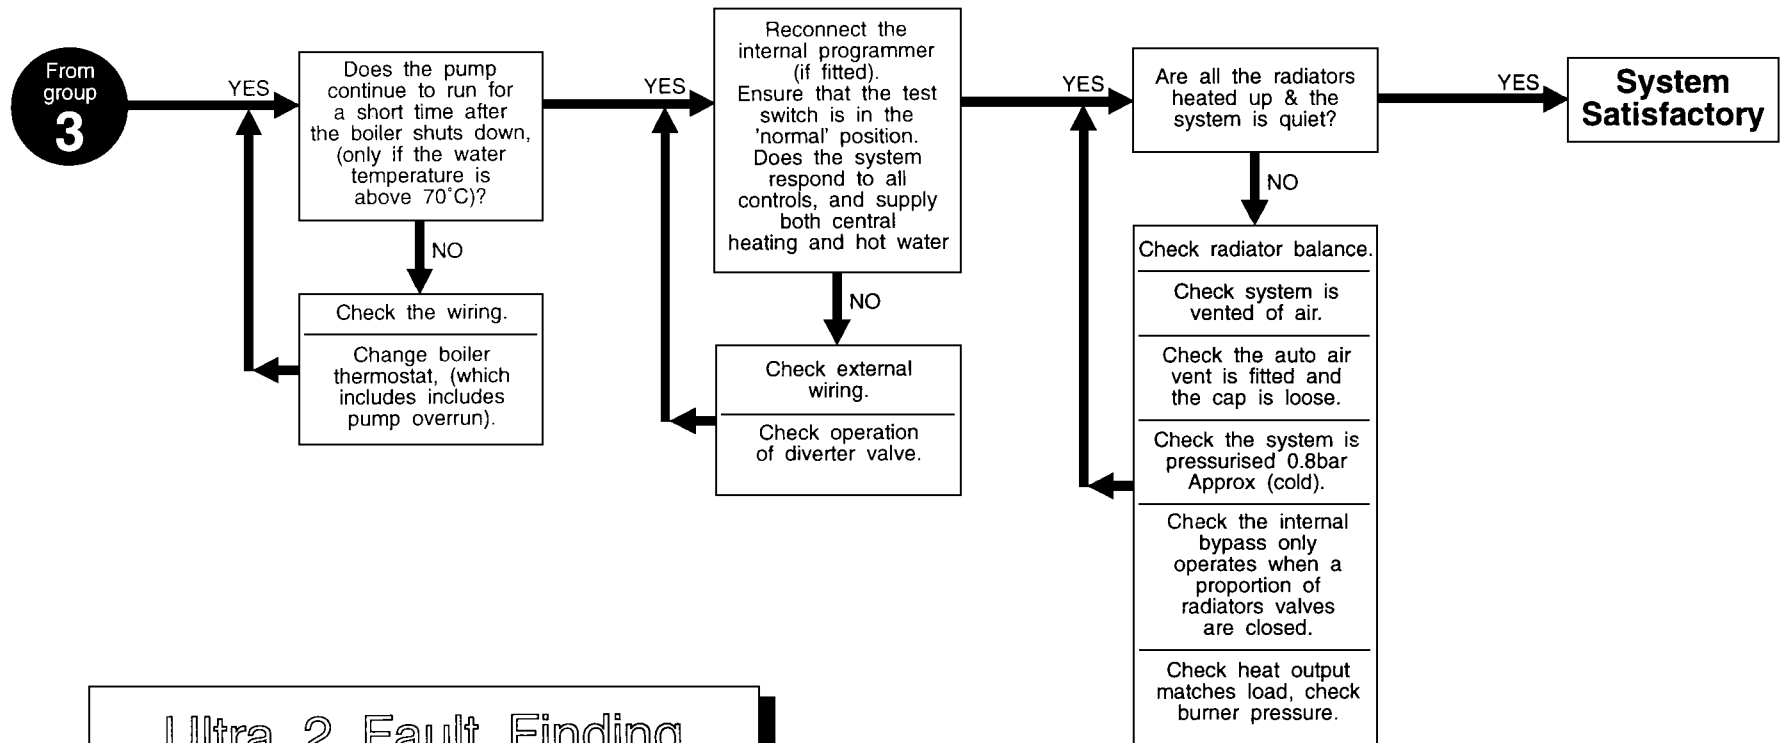 From
group
3
YES
Does the pump
continue to run for
a short time after
the boiler shuts down,
(only if the water
temperature is
above 70°C)?
NO
Check the wiring.
Change boiler
thermostat, (which
includes includes
pump overrun).
YES
Reconnect the
internal programmer
(if fitted).
Ensure that the test
switch is in the
'normal' position.
Does the system
respond to all
controls, and supply
both central
heating and hot water
NO
Check external
wiring.
Check operation
of diverter valve.
YES
Are all the radiators
heated up & the
system is quiet?
NO
Check radiator balance.
Check system is
vented of air.
Check the auto air
vent is fitted and
the cap is loose.
Check the system is
pressurised 0.8bar
Approx (cold).
Check the internal
bypass only
operates when a
proportion of
radiators valves
are closed.
Check heat output
matches load, check
burner pressure.
YES
System
Satisfactory
Ultra 2 Fault Finding